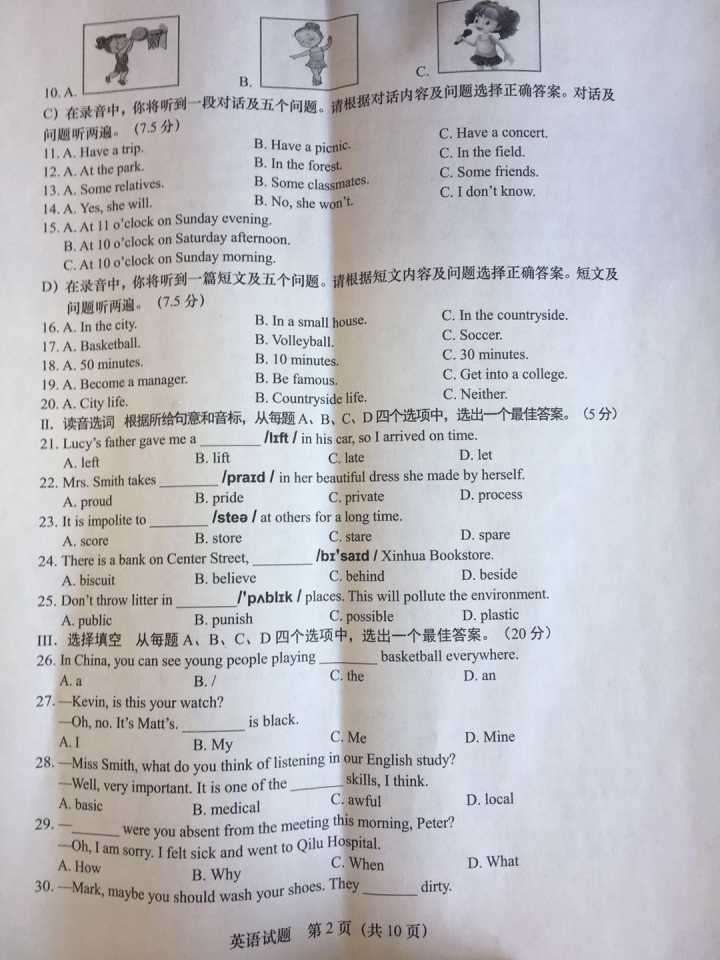 10. A. B. C.
C) 在录音中，你将听到一段对话及五个问题。请根据对话内容及问题选择正确答案。对话及
问题听两遍。（7.5 分）
11. A. Have a trip. B. Have a picnic. C. Have a concert.
12. A. At the park. B. In the forest. C. In the field.
13. A. Some relatives. B. Some classmates. C. Some friends.
14. A. Yes, she will. B. No, she won't. C. I don't know.
15. A. At 11 o'clock on Sunday evening.
B. At 10 o'clock on Saturday afternoon.
C. At 10 o'clock on Sunday morning.
D) 在录音中，你将听到一篇短文及五个问题。请根据短文内容及问题选择正确答案。短文及
问题听两遍。（7.5 分）
16. A. In the city. B. In a small house. C. In the countryside.
17. A. Basketball. B. Volleyball. C. Soccer.
18. A. 50 minutes. B. 10 minutes. C. 30 minutes.
19. A. Become a manager. B. Be famous. C. Get into a college.
20. A. City life. B. Countryside life. C. Neither.
II. 读音选词 根据所给句意和音标，从每题 A、B、C、D 四个选项中，选出一个最佳答案。（5 分）
21. Lucy's father gave me a ________ /lɪft / in his car, so I arrived on time.
A. left B. lift C. late D. let
22. Mrs. Smith takes ________ /praɪd / in her beautiful dress she made by herself.
A. proud B. pride C. private D. process
23. It is impolite to ________ /steə / at others for a long time.
A. score B. store C. stare D. spare
24. There is a bank on Center Street, ________ /bɪ'saɪd / Xinhua Bookstore.
A. biscuit B. believe C. behind D. beside
25. Don't throw litter in ________ /'pʌblɪk / places. This will pollute the environment.
A. public B. punish C. possible D. plastic
III. 选择填空 从每题 A、B、C、D 四个选项中，选出一个最佳答案。（20 分）
26. In China, you can see young people playing ________ basketball everywhere.
A. a B. / C. the D. an
27. —Kevin, is this your watch?
—Oh, no. It's Matt's. ________ is black.
A. I B. My C. Me D. Mine
28. —Miss Smith, what do you think of listening in our English study?
—Well, very important. It is one of the ________ skills, I think.
A. basic B. medical C. awful D. local
29. —________ were you absent from the meeting this morning, Peter?
—Oh, I am sorry. I felt sick and went to Qilu Hospital.
A. How B. Why C. When D. What
30. —Mark, maybe you should wash your shoes. They ________ dirty.
英语试题 第 2 页（共 10 页）